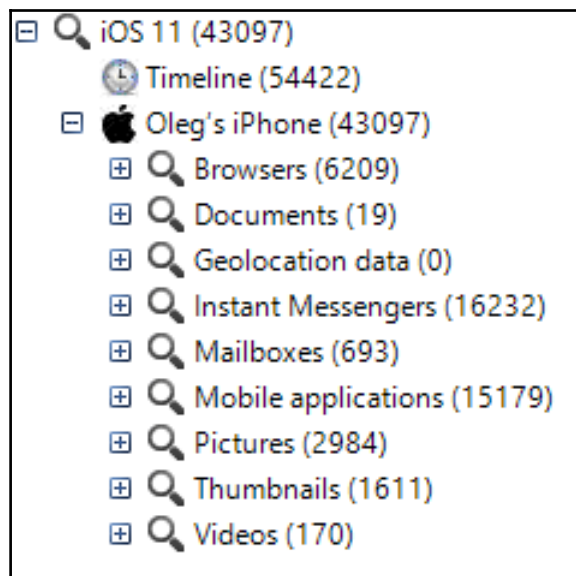 iOS 11 (43097)
Timeline (54422)
Oleg's iPhone (43097)
Browsers (6209)
Documents (19)
Geolocation data (0)
Instant Messengers (16232)
Mailboxes (693)
Mobile applications (15179)
Pictures (2984)
Thumbnails (1611)
Videos (170)